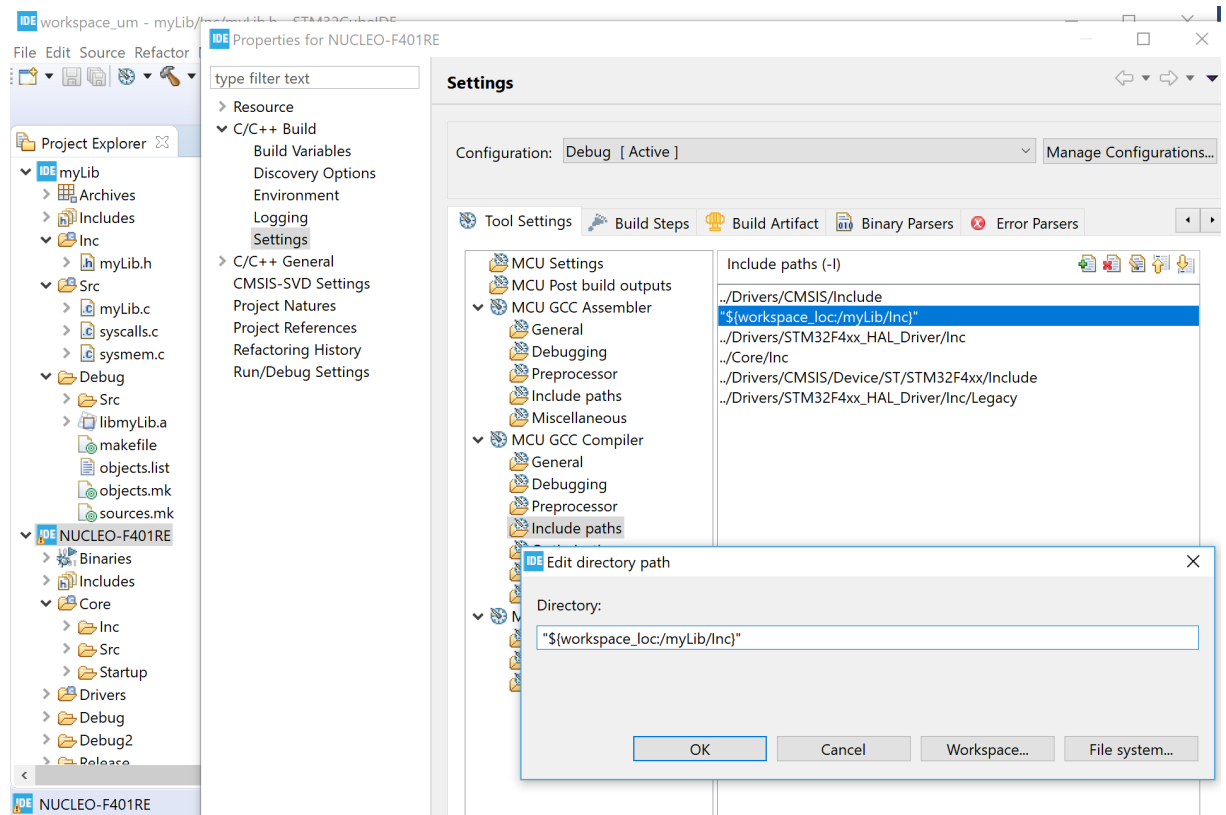 IDE workspace_um - myLib/Inc/myLib.h - STM32CubeIDE
File Edit Source Refactor
Project Explorer
IDE myLib
Archives
Includes
Inc
myLib.h
Src
myLib.c
syscalls.c
sysmem.c
Debug
Src
libmyLib.a
makefile
objects.list
objects.mk
sources.mk
IDE NUCLEO-F401RE
Binaries
Includes
Core
Inc
Src
Startup
Drivers
Debug
Debug2
Release
IDE NUCLEO-F401RE
IDE Properties for NUCLEO-F401RE
type filter text
Resource
C/C++ Build
Build Variables
Discovery Options
Environment
Logging
Settings
C/C++ General
CMSIS-SVD Settings
Project Natures
Project References
Refactoring History
Run/Debug Settings
Settings
Configuration: Debug [ Active ] Manage Configurations...
Tool Settings Build Steps Build Artifact Binary Parsers Error Parsers
MCU Settings
MCU Post build outputs
MCU GCC Assembler
General
Debugging
Preprocessor
Include paths
Miscellaneous
MCU GCC Compiler
General
Debugging
Preprocessor
Include paths
Include paths (-I)
../Drivers/CMSIS/Include
"${workspace_loc:/myLib/Inc}"
../Drivers/STM32F4xx_HAL_Driver/Inc
../Core/Inc
../Drivers/CMSIS/Device/ST/STM32F4xx/Include
../Drivers/STM32F4xx_HAL_Driver/Inc/Legacy
IDE Edit directory path
Directory:
"${workspace_loc:/myLib/Inc}"
OK Cancel Workspace... File system...